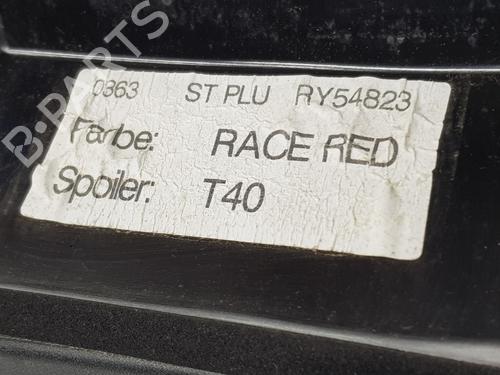 B-PARTS
0363 ST PLU RY54823
Farbe: RACE RED
Spoiler: T40